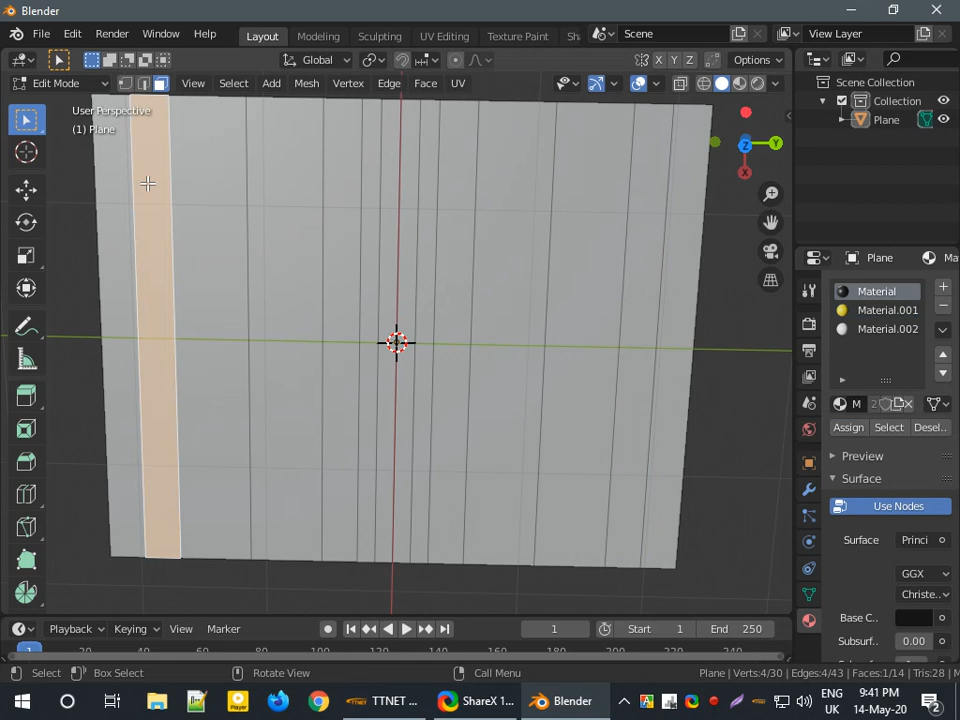 Blender
File Edit Render Window Help Layout Modeling Sculpting UV Editing Texture Paint Sh Scene View Layer
Global X Y Z Options
Edit Mode View Select Add Mesh Vertex Edge Face UV
User Perspective
(1) Plane
Z Y X
Scene Collection
Collection
Plane
Plane Ma
Material
Material.001
Material.002
M 2
Assign Select Desel..
Preview
Surface
Use Nodes
Surface Princi
GGX
Christe..
Base C..
Subsurf.. 0.00
Playback Keying View Marker 1 Start 1 End 250
1 20 40 60 80 100 120 140 160 180 200 220 240
Select Box Select Rotate View Call Menu Plane | Verts:4/30 | Edges:4/43 | Faces:1/14 | Tris:28 | M
TTNET ... ShareX 1... Blender ENG UK 9:41 PM 14-May-20 2